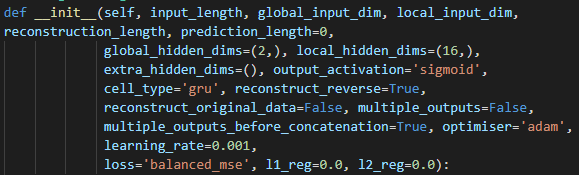 def __init__(self, input_length, global_input_dim, local_input_dim,
reconstruction_length, prediction_length=0,
global_hidden_dims=(2,), local_hidden_dims=(16,),
extra_hidden_dims=(), output_activation='sigmoid',
cell_type='gru', reconstruct_reverse=True,
reconstruct_original_data=False, multiple_outputs=False,
multiple_outputs_before_concatenation=True, optimiser='adam',
learning_rate=0.001,
loss='balanced_mse', l1_reg=0.0, l2_reg=0.0):